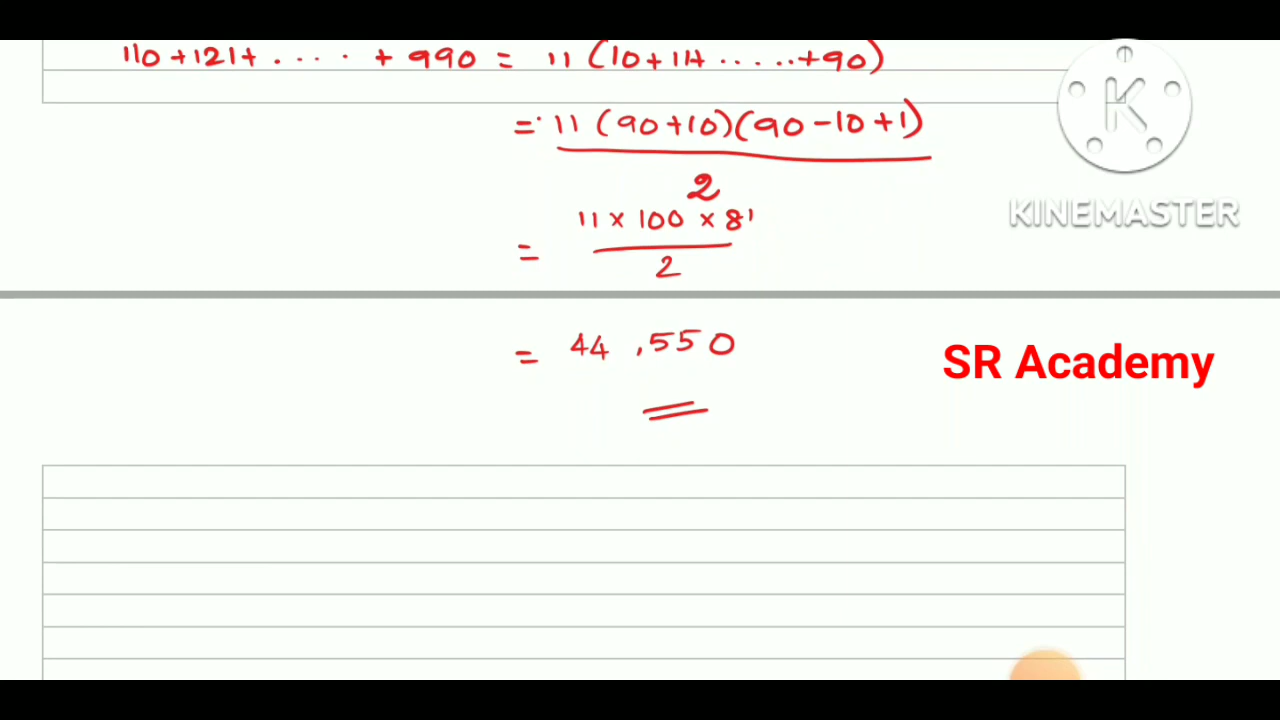 110 + 121 + . . . . + 990 = 11 (10 + 11 + . . . . . + 90)
= 11 (90 + 10)(90 - 10 + 1)
2
11 × 100 × 81
=
2
= 44,550
K
KINEMASTER
SR Academy